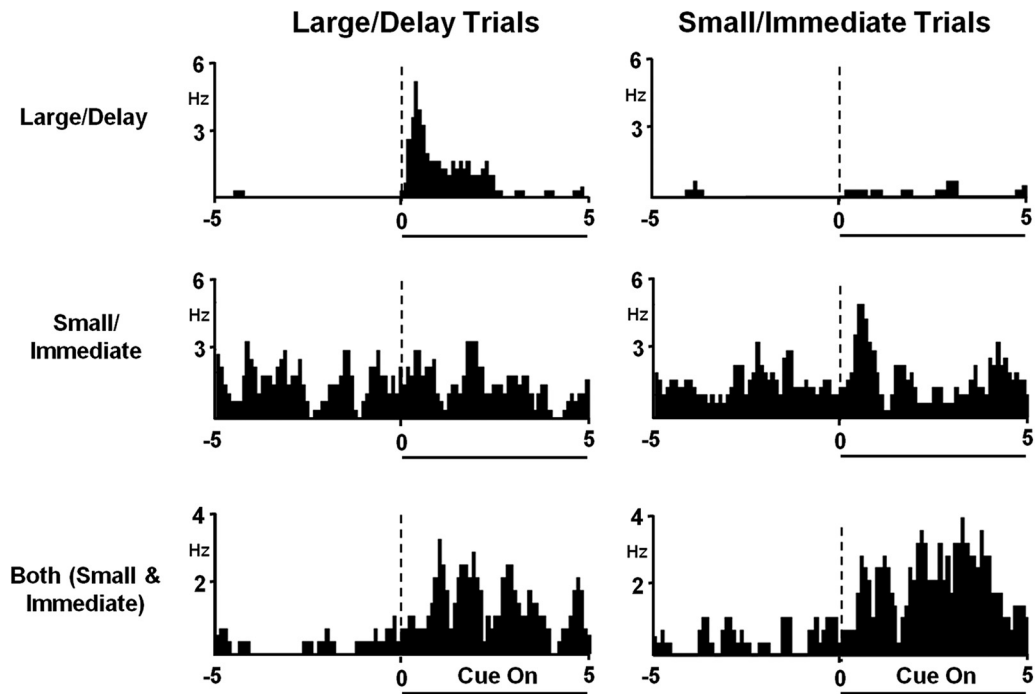 Large/Delay Trials
Small/Immediate Trials
Large/Delay
6
Hz
3
-5
0
5
6
Hz
3
-5
0
5
Small/
Immediate
6
Hz
3
-5
0
5
6
Hz
3
-5
0
5
Both (Small &
Immediate)
4
Hz
2
-5
0
Cue On
5
4
Hz
2
-5
0
Cue On
5